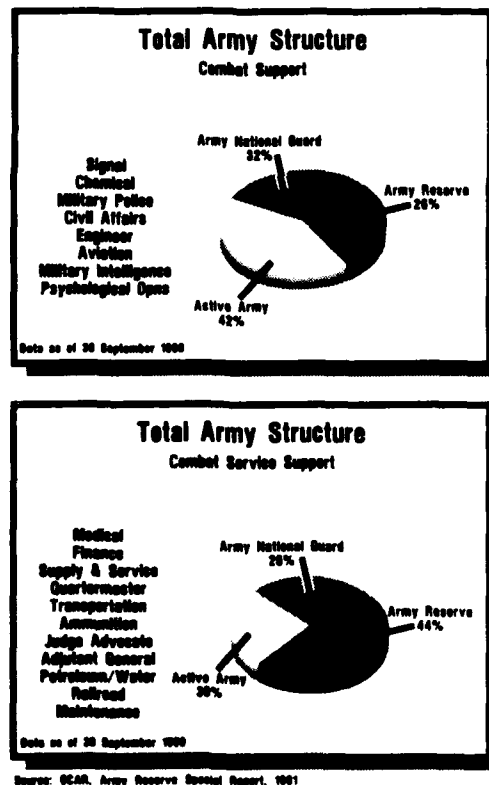 Total Army Structure
Combat Support
Army National Guard
32%
Signal
Chemical
Military Police
Civil Affairs
Engineer
Aviation
Military Intelligence
Psychological Opns
Army Reserve
26%
Active Army
42%
Data as of 30 September 1990
Total Army Structure
Combat Service Support
Medical
Finance
Supply & Service
Quartermaster
Transportation
Ammunition
Judge Advocate
Adjutant General
Petroleum/Water
Railroad
Maintenance
Army National Guard
26%
Army Reserve
44%
Active Army
30%
Data as of 30 September 1990
Source: OCAR, Army Reserve Special Report, 1991